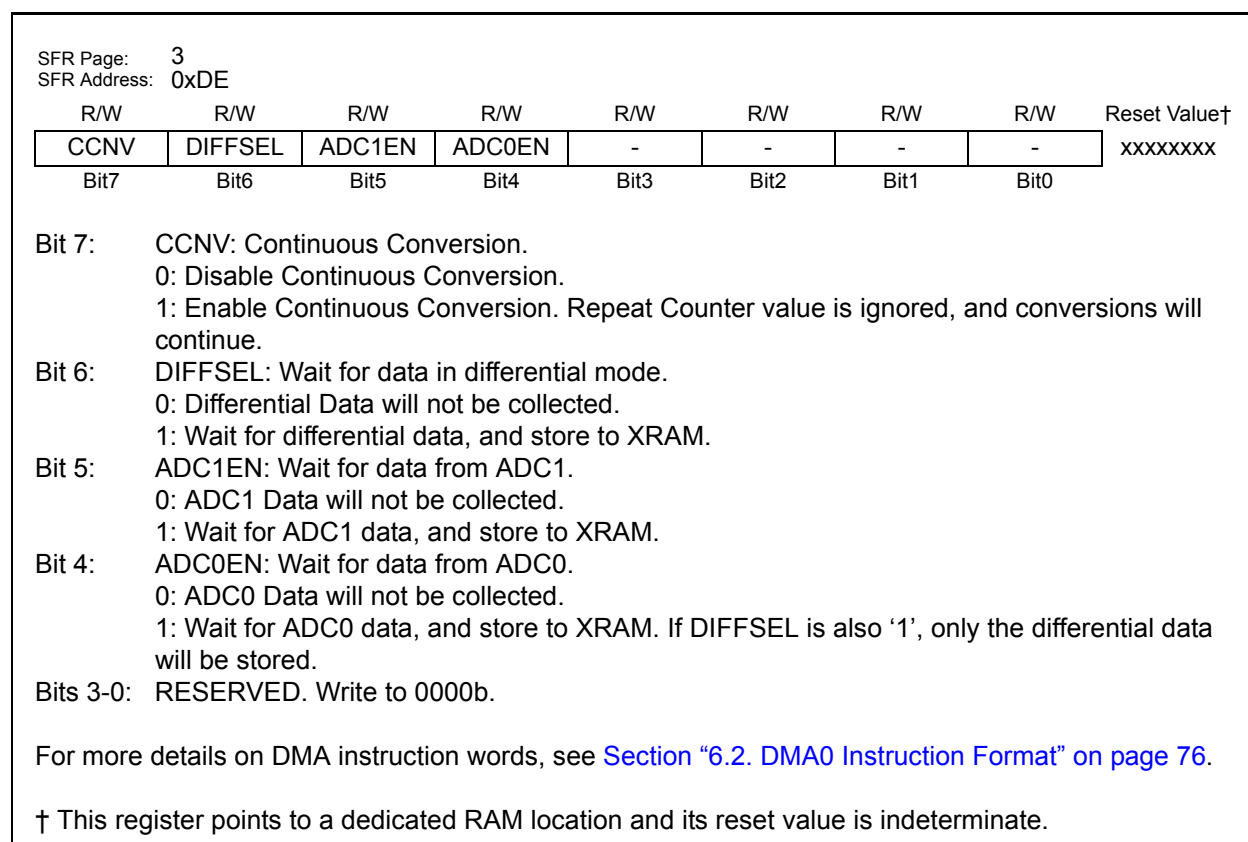 SFR Page: 3
SFR Address: 0xDE
R/W R/W R/W R/W R/W R/W R/W R/W Reset Value†
CCNV DIFFSEL ADC1EN ADC0EN - - - - xxxxxxxx
Bit7 Bit6 Bit5 Bit4 Bit3 Bit2 Bit1 Bit0
Bit 7: CCNV: Continuous Conversion.
0: Disable Continuous Conversion.
1: Enable Continuous Conversion. Repeat Counter value is ignored, and conversions will
continue.
Bit 6: DIFFSEL: Wait for data in differential mode.
0: Differential Data will not be collected.
1: Wait for differential data, and store to XRAM.
Bit 5: ADC1EN: Wait for data from ADC1.
0: ADC1 Data will not be collected.
1: Wait for ADC1 data, and store to XRAM.
Bit 4: ADC0EN: Wait for data from ADC0.
0: ADC0 Data will not be collected.
1: Wait for ADC0 data, and store to XRAM. If DIFFSEL is also ‘1’, only the differential data
will be stored.
Bits 3-0: RESERVED. Write to 0000b.
For more details on DMA instruction words, see Section “6.2. DMA0 Instruction Format” on page 76.
† This register points to a dedicated RAM location and its reset value is indeterminate.